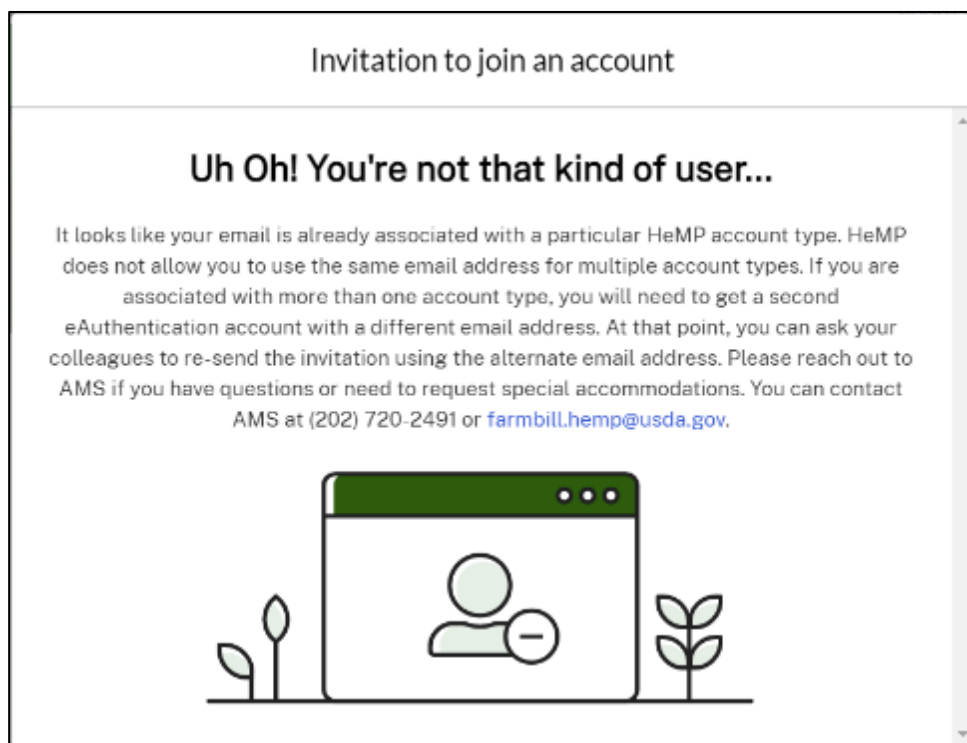 Invitation to join an account
Uh Oh! You're not that kind of user...
It looks like your email is already associated with a particular HeMP account type. HeMP
does not allow you to use the same email address for multiple account types. If you are
associated with more than one account type, you will need to get a second
eAuthentication account with a different email address. At that point, you can ask your
colleagues to re-send the invitation using the alternate email address. Please reach out to
AMS if you have questions or need to request special accommodations. You can contact
AMS at (202) 720-2491 or farmbill.hemp@usda.gov.